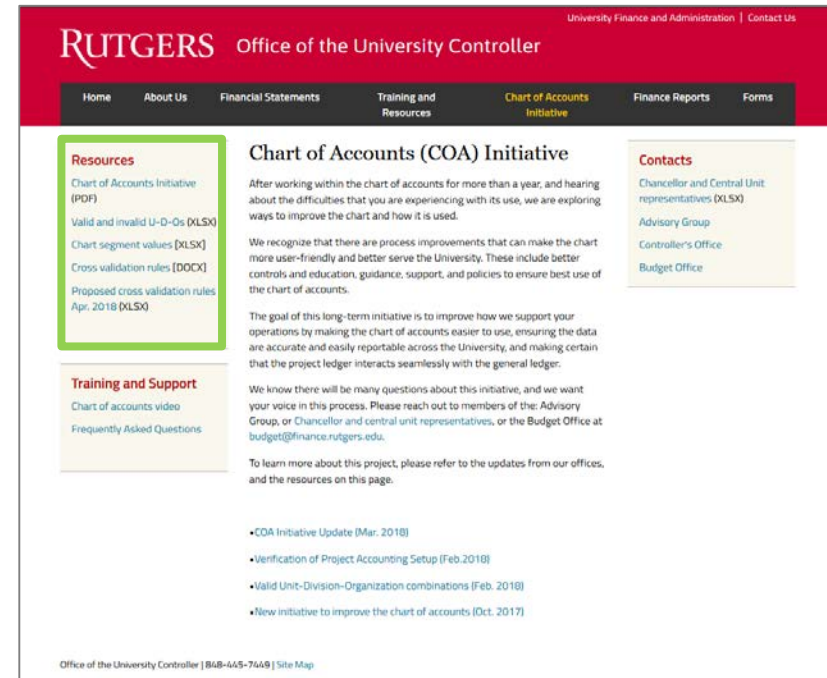 University Finance and Administration | Contact Us
RUTGERS Office of the University Controller
Home About Us Financial Statements Training and Resources Chart of Accounts Initiative Finance Reports Forms
Resources
Chart of Accounts Initiative
(PDF)
Valid and invalid U-D-Os (XLSX)
Chart segment values [XLSX]
Cross validation rules [DOCX]
Proposed cross validation rules
Apr. 2018 (XLSX)
Training and Support
Chart of accounts video
Frequently Asked Questions
Chart of Accounts (COA) Initiative
After working within the chart of accounts for more than a year, and hearing
about the difficulties that you are experiencing with its use, we are exploring
ways to improve the chart and how it is used.
We recognize that there are process improvements that can make the chart
more user-friendly and better serve the University. These include better
controls and education, guidance, support, and policies to ensure best use of
the chart of accounts.
The goal of this long-term initiative is to improve how we support your
operations by making the chart of accounts easier to use, ensuring the data
are accurate and easily reportable across the University, and making certain
that the project ledger interacts seamlessly with the general ledger.
We know there will be many questions about this initiative, and we want
your voice in this process. Please reach out to members of the: Advisory
Group, or Chancellor and central unit representatives, or the Budget Office at
budget@finance.rutgers.edu.
To learn more about this project, please refer to the updates from our offices,
and the resources on this page.
•COA Initiative Update (Mar. 2018)
•Verification of Project Accounting Setup (Feb.2018)
•Valid Unit-Division-Organization combinations (Feb. 2018)
•New initiative to improve the chart of accounts (Oct. 2017)
Contacts
Chancellor and Central Unit
representatives (XLSX)
Advisory Group
Controller's Office
Budget Office
Office of the University Controller | 848-445-7449 | Site Map